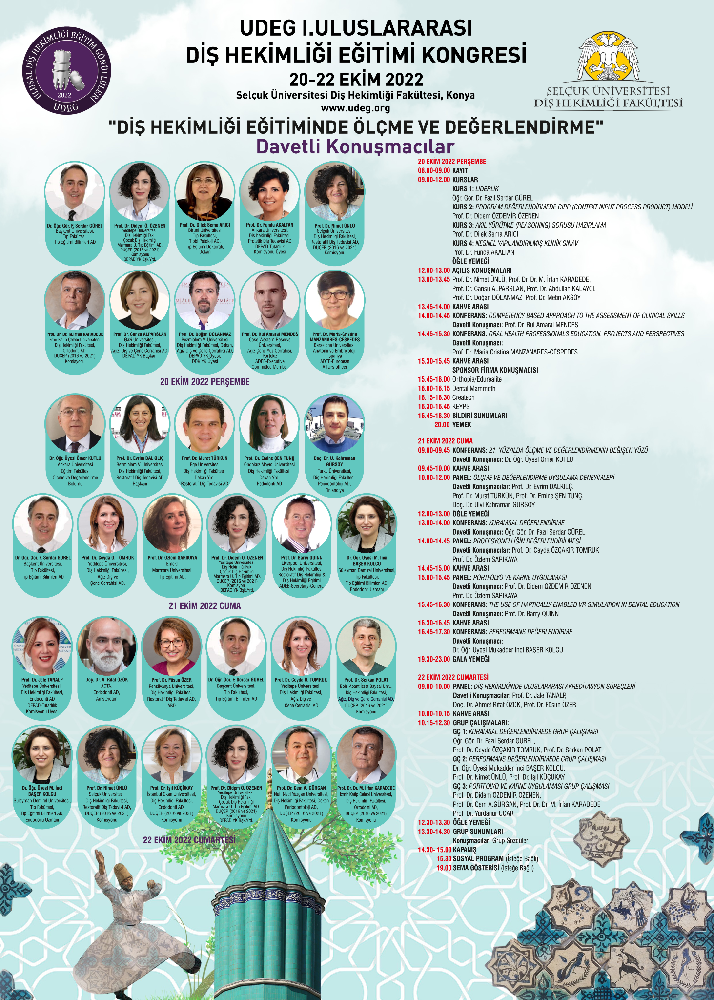 UDEG I.ULUSLARARASI
DİŞ HEKİMLİĞİ EĞİTİMİ KONGRESİ
20-22 EKİM 2022
Selçuk Üniversitesi Diş Hekimliği Fakültesi, Konya
www.udeg.org
ULUSAL DİŞ HEKİMLİĞİ EĞİTİM GÖNÜLLÜLERİ
2022
UDEG
SELÇUK ÜNİVERSİTESİ
DİŞ HEKİMLİĞİ FAKÜLTESİ
"DİŞ HEKİMLİĞİ EĞİTİMİNDE ÖLÇME VE DEĞERLENDİRME"
Davetli Konuşmacılar
Dr. Öğr. Gör. F. Serdar GÜREL
Başkent Üniversitesi,
Tıp Fakültesi,
Tıp Eğitimi Bilimleri AD
Prof. Dr. Didem Ö. ÖZENEN
Yeditepe Üniversitesi,
Diş Hekimliği Fak.
Çocuk Diş Hekimliği
Marmara Ü. Tıp Eğitimi AD.
DUÇEP (2016 ve 2021)
Komisyonu
DEPAD YK Bşk.Yrd.
Prof. Dr. Dilek Sema ARICI
Biruni Üniversitesi
Tıp Fakültesi,
Tıbbi Patoloji AD.
Tıp Eğitimi Doktoralı,
Dekan
Prof. Dr. Funda AKALTAN
Ankara Üniversitesi,
Diş hekimliği Fakültesi,
Protetik Diş Tedavisi AD
DEPAD-Tutarlılık
Komisyonu Üyesi
Prof. Dr. Nimet ÜNLÜ
Selçuk Üniversitesi,
Diş Hekimliği Fakültesi,
Restoratif Diş Tedavisi AD,
DUÇEP (2016 ve 2021)
Komisyonu
Prof. Dr. Dr. M.İrfan KARADEDE
İzmir Katip Çelebi Üniversitesi,
Diş Hekimliği Fakültesi,
Ortodonti AD,
DUÇEP (2016 ve 2021)
Komisyonu
Prof. Dr. Cansu ALPARSLAN
Gazi Üniversitesi,
Diş Hekimliği Fakültesi,
Ağız, Diş ve Çene Cerrahisi AD,
DEPAD YK Başkanı
Prof. Dr. Doğan DOLANMAZ
Bezmialem V. Üniversitesi
Diş Hekimliği Fakültesi, Dekan,
Ağız Diş ve Çene Cerrahisi AD,
DEPAD YK Üyesi,
DDK YK Üyesi
Prof. Dr. Rui Amaral MENDES
Case Western Reserve
Üniversitesi,
Ağız Çene Yüz Cerrahisi,
Portekiz
ADEE-Executive
Committee Member
Prof. Dr. Maria-Cristina
MANZANARES-CÉSPEDES
Barselona Üniversitesi,
Anatomi ve Embriyoloji,
İspanya
ADEE-European
Affairs officer
20 EKİM 2022 PERŞEMBE
Dr. Öğr. Üyesi Ömer KUTLU
Ankara Üniversitesi
Eğitim Fakültesi
Ölçme ve Değerlendirme
Bölümü
Prof. Dr. Evrim DALKILIÇ
Bezmialem V. Üniversitesi
Diş Hekimliği Fakültesi,
Restoratif Diş Tedavisi AD
Başkanı
Prof. Dr. Murat TÜRKÜN
Ege Üniversitesi
Diş Hekimliği Fakültesi,
Dekan Yrd.
Restoratif Diş Tedavisi AD
Prof. Dr. Emine ŞEN TUNÇ
Ondokuz Mayıs Üniversitesi
Diş Hekimliği Fakültesi,
Dekan Yrd.
Pedodonti AD
Doç. Dr. U. Kahraman
GÜRSOY
Turku Üniversitesi,
Diş Hekimliği Fakültesi,
Periodontoloji AD,
Finlandiya
Dr. Öğr. Gör. F. Serdar GÜREL
Başkent Üniversitesi,
Tıp Fakültesi,
Tıp Eğitimi Bilimleri AD
Prof. Dr. Ceyda Ö. TOMRUK
Yeditepe Üniversitesi,
Diş Hekimliği Fakültesi,
Ağız Diş ve
Çene Cerrahisi AD.
Prof. Dr. Özlem SARIKAYA
Emekli
Marmara Üniversitesi,
Tıp Eğitimi AD.
Prof. Dr. Didem Ö. ÖZENEN
Yeditepe Üniversitesi,
Diş Hekimliği Fak.
Çocuk Diş Hekimliği
Marmara Ü. Tıp Eğitimi AD.
DUÇEP (2016 ve 2021)
Komisyonu
DEPAD YK Bşk.Yrd.
Prof. Dr. Barry QUINN
Liverpool Üniversitesi,
Diş Hekimliği Fakültesi
Restoratif Diş Hekimliği &
Diş Hekimliği Eğitimi
ADEE-Secretary-General
Dr. Öğr. Üyesi M. İnci
BAŞER KOLCU
Süleyman Demirel Üniversitesi,
Tıp Fakültesi,
Tıp Eğitimi Bilimleri AD,
Endodonti Uzmanı
21 EKİM 2022 CUMA
Prof. Dr. Jale TANALP
Yeditepe Üniversitesi,
Diş Hekimliği Fakültesi,
Endodonti AD
DEPAD-Tutarlılık
Komisyonu Üyesi
Doç. Dr. A. Rıfat ÖZOK
ACTA,
Endodonti AD,
Amsterdam
Prof. Dr. Füsun ÖZER
Pensilvanya Üniversitesi,
Diş Hekimliği Fakültesi,
Restoratif Diş Tedavisi AD,
ABD
Dr. Öğr. Gör. F. Serdar GÜREL
Başkent Üniversitesi,
Tıp Fakültesi,
Tıp Eğitimi Bilimleri AD
Prof. Dr. Ceyda Ö. TOMRUK
Yeditepe Üniversitesi,
Diş Hekimliği Fakültesi,
Ağız Diş ve
Çene Cerrahisi AD
Prof. Dr. Serkan POLAT
Bolu Abant İzzet Baysal Üniv.,
Diş Hekimliği Fakültesi,
Ağız, Diş ve Çene Cerrahisi AD,
DUÇEP (2016 ve 2021)
Komisyonu
Dr. Öğr. Üyesi M. İnci
BAŞER KOLCU
Süleyman Demirel Üniversitesi,
Tıp Fakültesi,
Tıp Eğitimi Bilimleri AD,
Endodonti Uzmanı
Prof. Dr. Nimet ÜNLÜ
Selçuk Üniversitesi,
Diş Hekimliği Fakültesi,
Restoratif Diş Tedavisi AD,
DUÇEP (2016 ve 2021)
Komisyonu
Prof. Dr. Işıl KÜÇÜKAY
İstanbul Okan Üniversitesi,
Diş Hekimliği Fakültesi,
Endodonti AD,
DUÇEP (2016 ve 2021)
Komisyonu
Prof. Dr. Didem Ö. ÖZENEN
Yeditepe Üniversitesi,
Diş Hekimliği Fak.
Çocuk Diş Hekimliği
Marmara Ü. Tıp Eğitimi AD.
DUÇEP (2016 ve 2021)
Komisyonu
DEPAD YK Bşk.Yrd.
Prof. Dr. Cem A. GÜRGAN
Nuh Naci Yazgan Üniversitesi,
Diş Hekimliği Fakültesi, Dekan
Periodontoloji AD,
DUÇEP (2016 ve 2021)
Komisyonu
Prof. Dr. Dr. M. İrfan KARADEDE
İzmir Katip Çelebi Üniversitesi,
Diş Hekimliği Fakültesi,
Ortodonti AD,
DUÇEP (2016 ve 2021)
Komisyonu
22 EKİM 2022 CUMARTESİ
20 EKİM 2022 PERŞEMBE
08.00-09.00 KAYIT
09.00-12.00 KURSLAR
KURS 1: LİDERLİK
Öğr. Gör. Dr. Fazıl Serdar GÜREL
KURS 2: PROGRAM DEĞERLENDİRMEDE CIPP (CONTEXT INPUT PROCESS PRODUCT) MODELİ
Prof. Dr. Didem ÖZDEMİR ÖZENEN
KURS 3: AKIL YÜRÜTME (REASONING) SORUSU HAZIRLAMA
Prof. Dr. Dilek Sema ARICI
KURS 4: NESNEL YAPILANDIRILMIŞ KLİNİK SINAV
Prof. Dr. Funda AKALTAN
ÖĞLE YEMEĞİ
12.00-13.00 AÇILIŞ KONUŞMALARI
13.00-13.45 Prof. Dr. Nimet ÜNLÜ, Prof. Dr. Dr. M. İrfan KARADEDE,
Prof. Dr. Cansu ALPARSLAN, Prof. Dr. Abdullah KALAYCI,
Prof. Dr. Doğan DOLANMAZ, Prof. Dr. Metin AKSOY
13.45-14.00 KAHVE ARASI
14.00-14.45 KONFERANS: COMPETENCY-BASED APPROACH TO THE ASSESSMENT OF CLINICAL SKILLS
Davetli Konuşmacı: Prof. Dr. Rui Amaral MENDES
14.45-15.30 KONFERANS: ORAL HEALTH PROFESSIONALS EDUCATION: PROJECTS AND PERSPECTIVES
Davetli Konuşmacı:
Prof. Dr. Maria Cristina MANZANARES-CÉSPEDES
15.30-15.45 KAHVE ARASI
SPONSOR FİRMA KONUŞMACISI
15.45-16.00 Orthopia/Edurealite
16.00-16.15 Dental Mammoth
16.15-16.30 Createch
16.30-16.45 KEYPS
16.45-18.30 BİLDİRİ SUNUMLARI
20.00 YEMEK
21 EKİM 2022 CUMA
09.00-09.45 KONFERANS: 21. YÜZYILDA ÖLÇME VE DEĞERLENDİRMENİN DEĞİŞEN YÜZÜ
Davetli Konuşmacı: Dr. Öğr. Üyesi Ömer KUTLU
09.45-10.00 KAHVE ARASI
10.00-12.00 PANEL: ÖLÇME VE DEĞERLENDİRME UYGULAMA DENEYİMLERİ
Davetli Konuşmacılar: Prof. Dr. Evrim DALKILÇ,
Prof. Dr. Murat TÜRKÜN, Prof. Dr. Emine ŞEN TUNÇ,
Doç. Dr. Ulvi Kahraman GÜRSOY
12.00-13.00 ÖĞLE YEMEĞİ
13.00-14.00 KONFERANS: KURAMSAL DEĞERLENDİRME
Davetli Konuşmacı: Öğr. Gör. Dr. Fazıl Serdar GÜREL
14.00-14.45 PANEL: PROFESYONELLİĞİN DEĞERLENDİRİLMESİ
Davetli Konuşmacılar: Prof. Dr. Ceyda ÖZÇAKIR TOMRUK
Prof. Dr. Özlem SARIKAYA
14.45-15.00 KAHVE ARASI
15.00-15.45 PANEL: PORTFOLYO VE KARNE UYGULAMASI
Davetli Konuşmacılar: Prof. Dr. Didem ÖZDEMİR ÖZENEN
Prof. Dr. Özlem SARIKAYA
15.45-16.30 KONFERANS: THE USE OF HAPTICALLY ENABLED VR SIMULATION IN DENTAL EDUCATION
Davetli Konuşmacı: Prof. Dr. Barry QUINN
16.30-16.45 KAHVE ARASI
16.45-17.30 KONFERANS: PERFORMANS DEĞERLENDİRME
Davetli Konuşmacı:
Dr. Öğr. Üyesi Mukadder İnci BAŞER KOLCU
19.30-23.00 GALA YEMEĞİ
22 EKİM 2022 CUMARTESİ
09.00-10.00 PANEL: DİŞ HEKİMLİĞİNDE ULUSLARARASI AKREDİTASYON SÜREÇLERİ
Davetli Konuşmacılar: Prof. Dr. Jale TANALP,
Doç. Dr. Ahmet Rıfat ÖZOK, Prof. Dr. Füsun ÖZER
10.00-10.15 KAHVE ARASI
10.15-12.30 GRUP ÇALIŞMALARI:
GÇ 1: KURAMSAL DEĞERLENDİRMEDE GRUP ÇALIŞMASI
Öğr. Gör. Dr. Fazıl Serdar GÜREL,
Prof. Dr. Ceyda ÖZÇAKIR TOMRUK, Prof. Dr. Serkan POLAT
GÇ 2: PERFORMANS DEĞERLENDİRMEDE GRUP ÇALIŞMASI
Dr. Öğr. Üyesi Mukadder İnci BAŞER KOLCU,
Prof. Dr. Nimet ÜNLÜ, Prof. Dr. Işıl KÜÇÜKAY
GÇ 3: PORTFOLYO VE KARNE UYGULAMASI GRUP ÇALIŞMASI
Prof. Dr. Didem ÖZDEMİR ÖZENEN,
Prof. Dr. Cem A.GÜRGAN, Prof. Dr. Dr. M. İrfan KARADEDE
Prof. Dr. Yurdanur UÇAR
12.30-13.30 ÖĞLE YEMEĞİ
13.30-14.30 GRUP SUNUMLARI
Konuşmacılar: Grup Sözcüleri
14.30- 15.00 KAPANIŞ
15.30 SOSYAL PROGRAM (İsteğe Bağlı)
19.00 SEMA GÖSTERİSİ (İsteğe Bağlı)